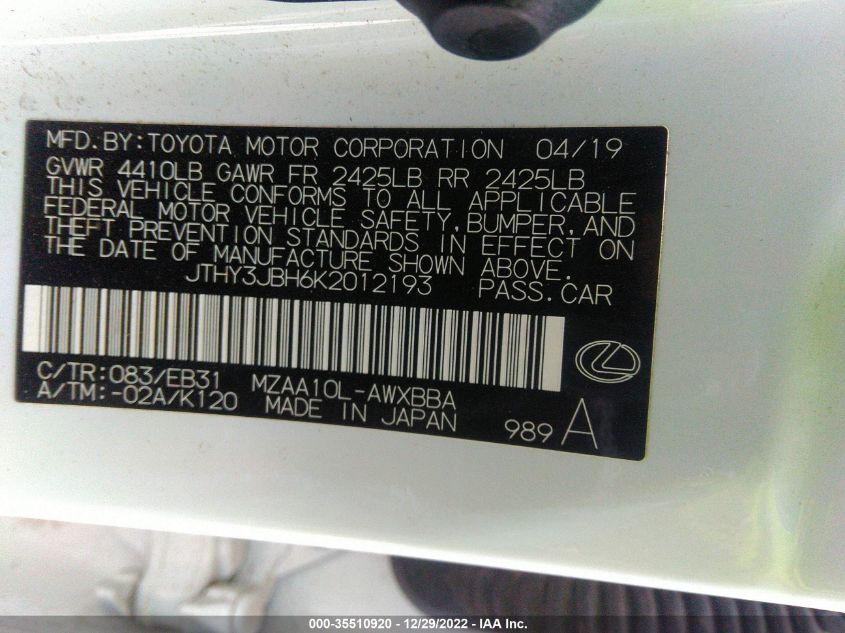 MFD.BY:TOYOTA MOTOR CORPORATION 04/19
GVWR 4410LB GAWR FR 2425LB RR 2425LB
THIS VEHICLE CONFORMS TO ALL APPLICABLE
FEDERAL MOTOR VEHICLE SAFETY,BUMPER,AND
THEFT PREVENTION STANDARDS IN EFFECT ON
THE DATE OF MANUFACTURE SHOWN ABOVE.
JTHY3JBH6K2012193 PASS.CAR
C/TR:083/EB31 MZAA10L-AWXBBA
A/TM:-02A/K120 MADE IN JAPAN
989 A
000-35510920 - 12/29/2022 - IAA Inc.